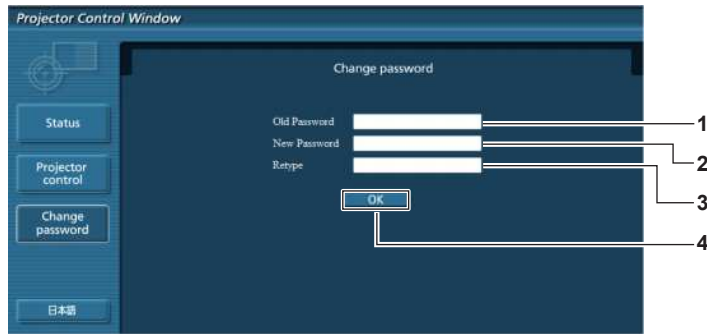 Projector Control Window
Change password
Old Password
1
New Password
2
Retype
3
OK
4
Status
Projector
control
Change
password
日本語